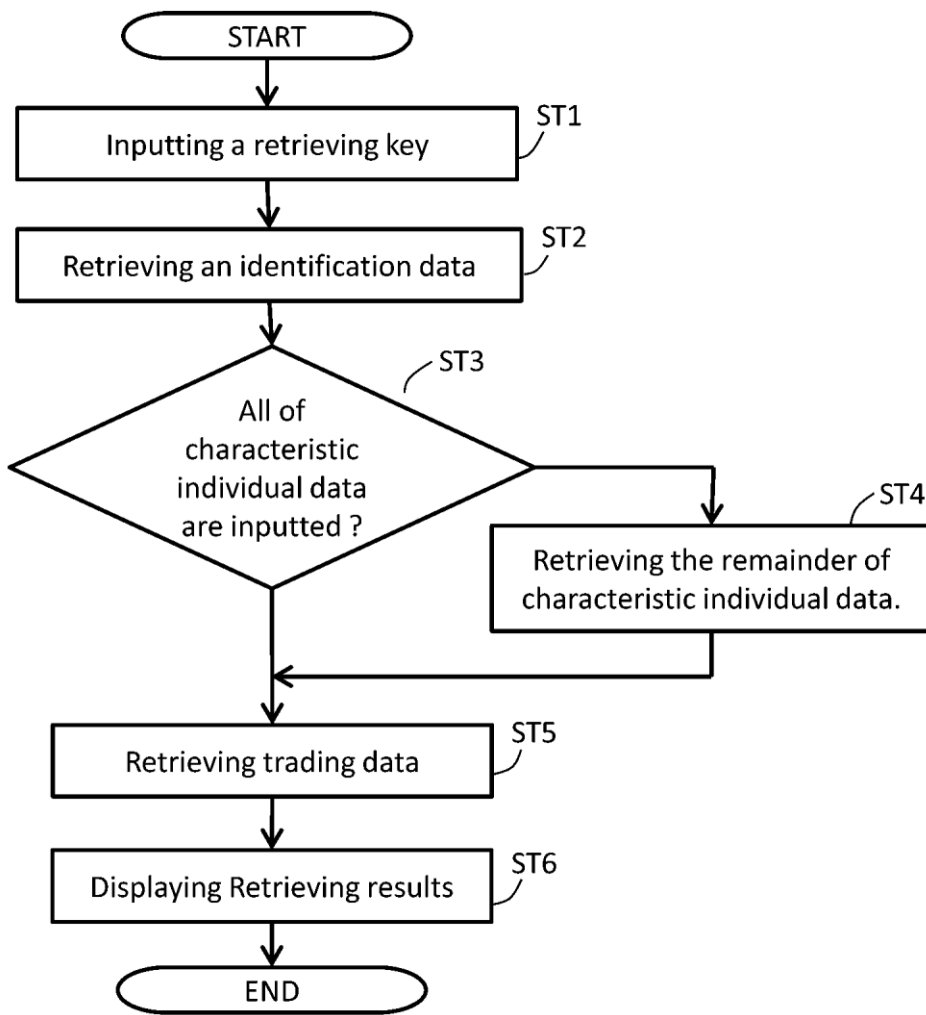 START
ST1
Inputting a retrieving key
ST2
Retrieving an identification data
ST3
All of
characteristic
individual data
are inputted ?
ST4
Retrieving the remainder of
characteristic individual data.
ST5
Retrieving trading data
ST6
Displaying Retrieving results
END